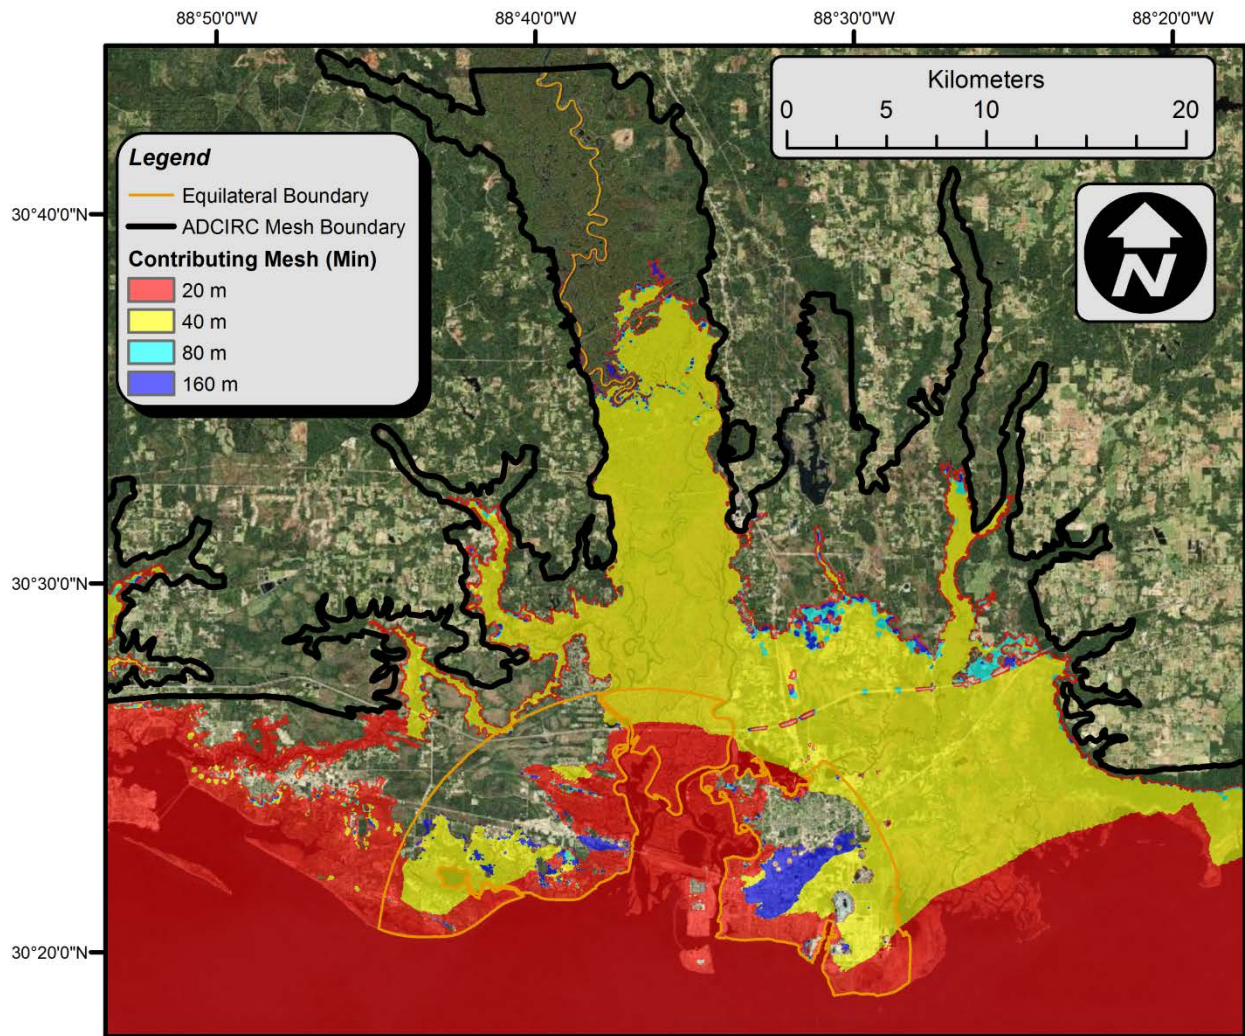 88°50'0"W 88°40'0"W 88°30'0"W 88°20'0"W
Kilometers
0 5 10 20
Legend
Equilateral Boundary
ADCIRC Mesh Boundary
Contributing Mesh (Min)
20 m
40 m
80 m
160 m
N
30°40'0"N
30°30'0"N
30°20'0"N